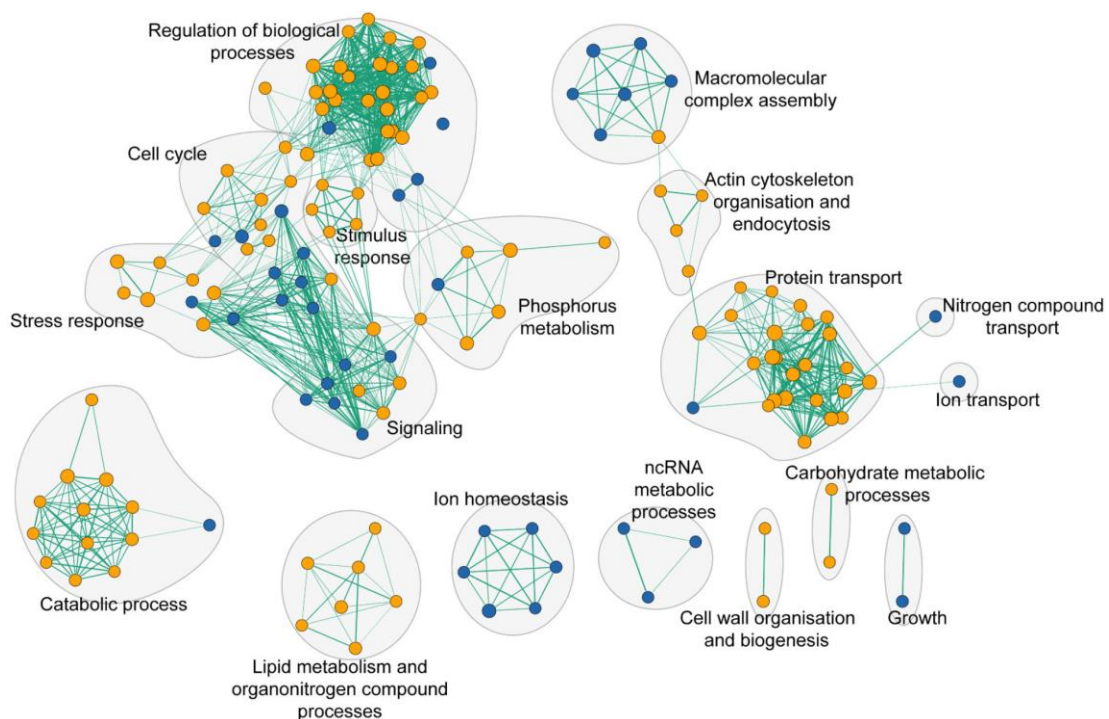 Regulation of biological
processes
Macromolecular
complex assembly
Cell cycle
Actin cytoskeleton
organisation and
endocytosis
Stimulus
response
Protein transport
Stress response
Phosphorus
metabolism
Nitrogen compound
transport
Ion transport
Signaling
ncRNA
metabolic
processes
Carbohydrate metabolic
processes
Ion homeostasis
Catabolic process
Cell wall organisation
and biogenesis
Growth
Lipid metabolism and
organonitrogen compound
processes